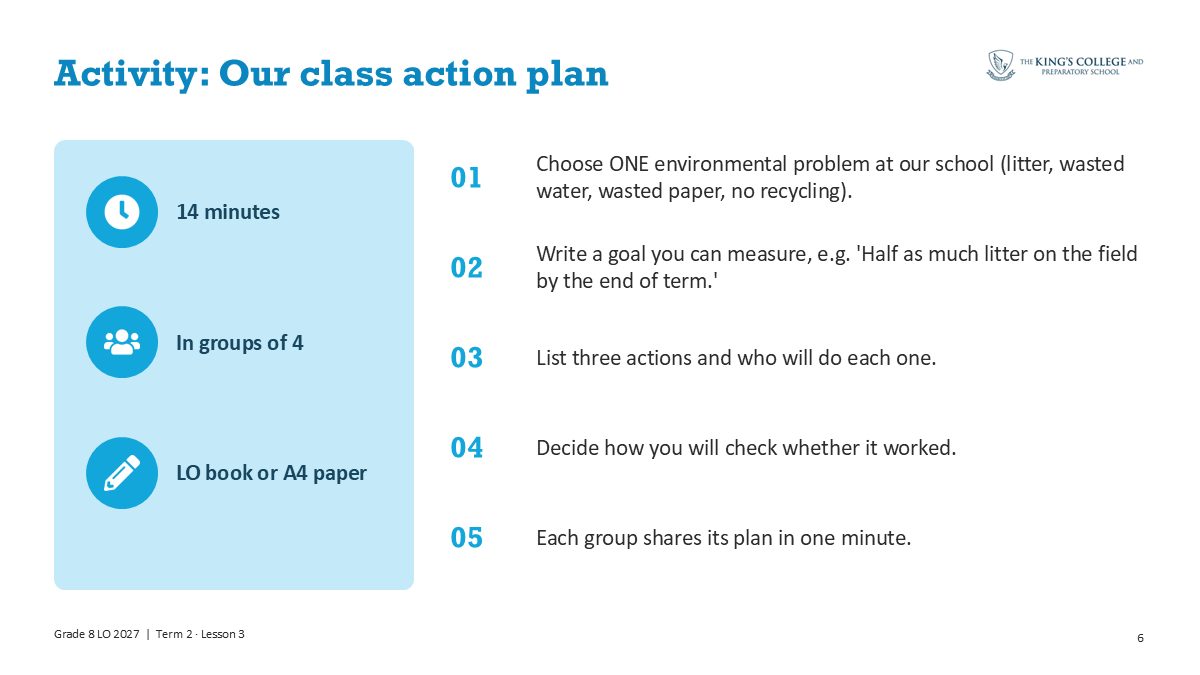 Activity: Our class action plan
THE KING'S COLLEGE AND
PREPARATORY SCHOOL
14 minutes
In groups of 4
LO book or A4 paper
01
Choose ONE environmental problem at our school (litter, wasted
water, wasted paper, no recycling).
02
Write a goal you can measure, e.g. 'Half as much litter on the field
by the end of term.'
03
List three actions and who will do each one.
04
Decide how you will check whether it worked.
05
Each group shares its plan in one minute.
Grade 8 LO 2027 | Term 2 · Lesson 3
6